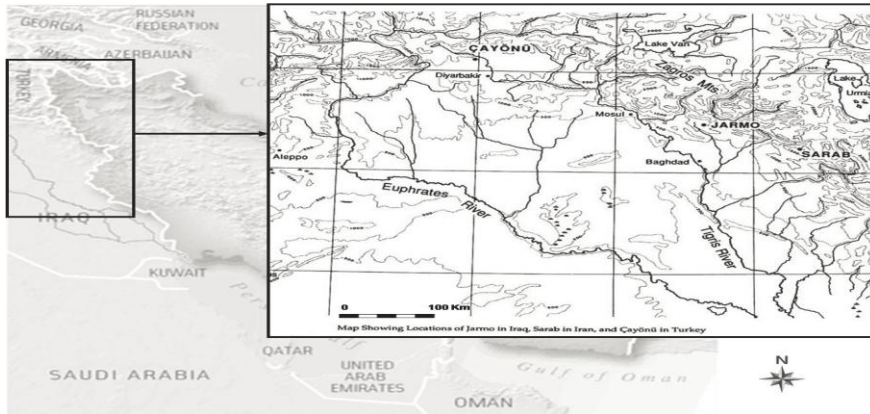 RUSSIAN
FEDERATION
GEORGIA
ARMENIA
AZERBAIJAN
TURKEY
IRAQ
KUWAIT
QATAR
SAUDI ARABIA
UNITED
ARAB
EMIRATES
Gulf of Oman
OMAN
N
ÇAYÖNÜ
Diyarbakir
Lake Van
Zagros Mts.
Lake
Urmia
Mosul
JARMO
SARAB
Aleppo
Baghdad
Euphrates
River
Tigris River
0 100 Km
Map Showing Locations of Jarmo in Iraq, Sarab in Iran, and Çayönü in Turkey